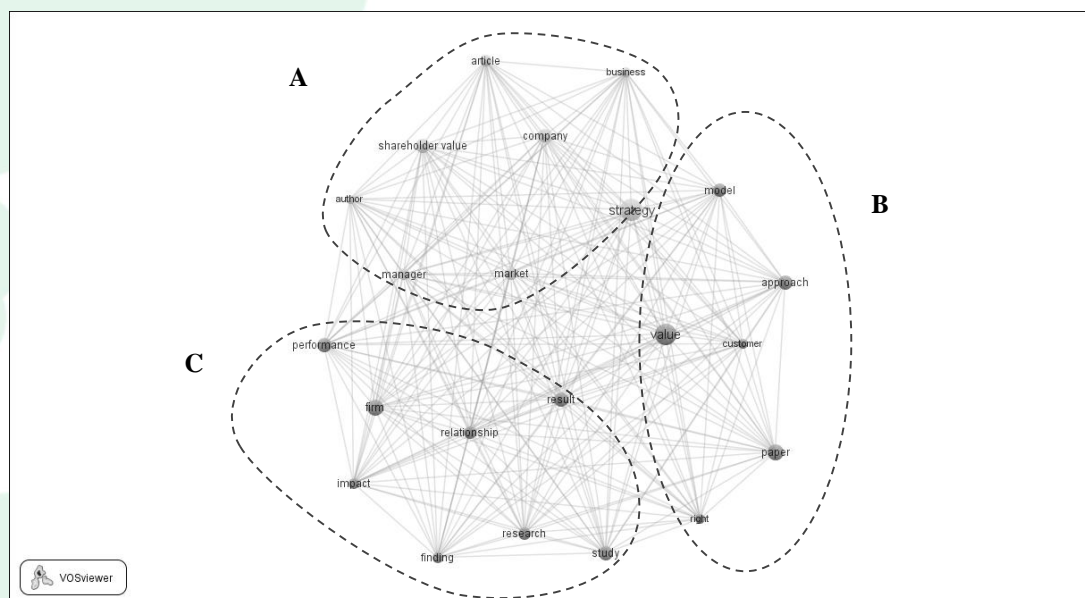 article
A
business
company
shareholder value
model
author
B
strategy
manager
market
approach
value
customer
performance
C
firm
result
relationship
paper
impact
right
research
study
finding
VOSviewer